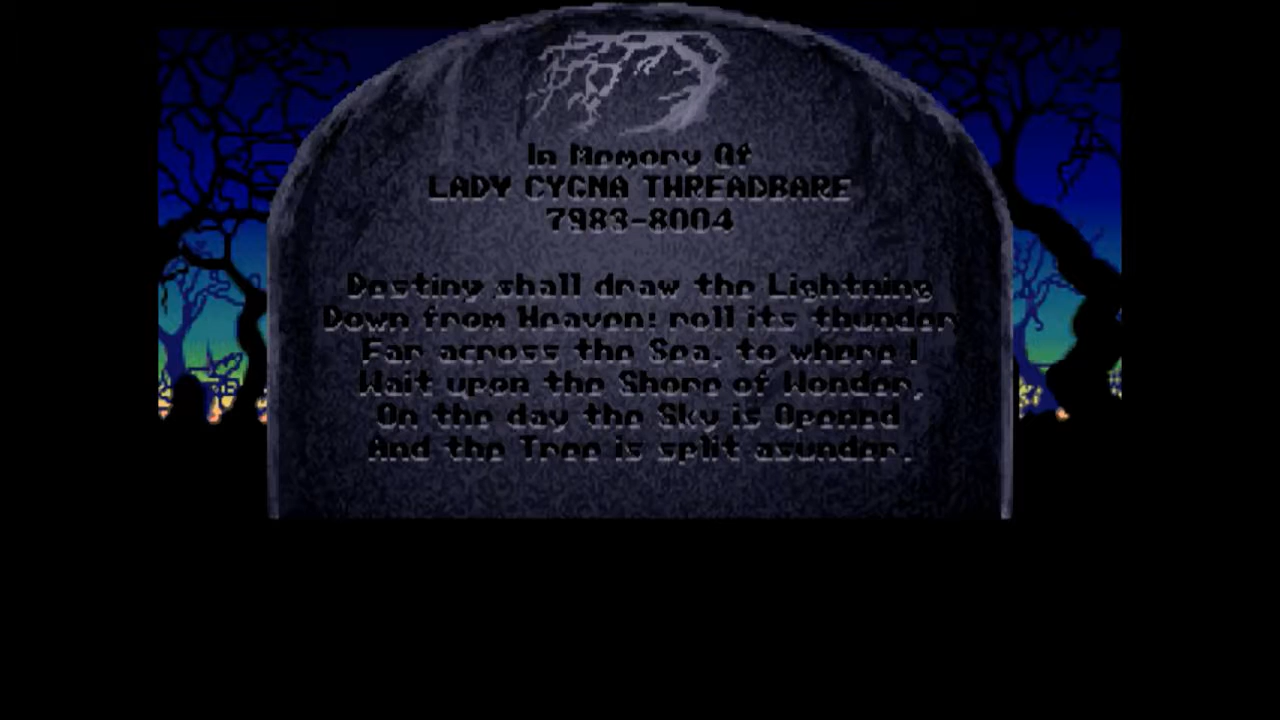 In Memory Of
LADY CYGNA THREADBARE
7983-8004
Destiny shall draw the Lightning
Down from Heaven: roll its thunder
Far across the Sea, to where I
Wait upon the Shore of Wonder,
On the day the Sky is Opened
And the Tree is split asunder.